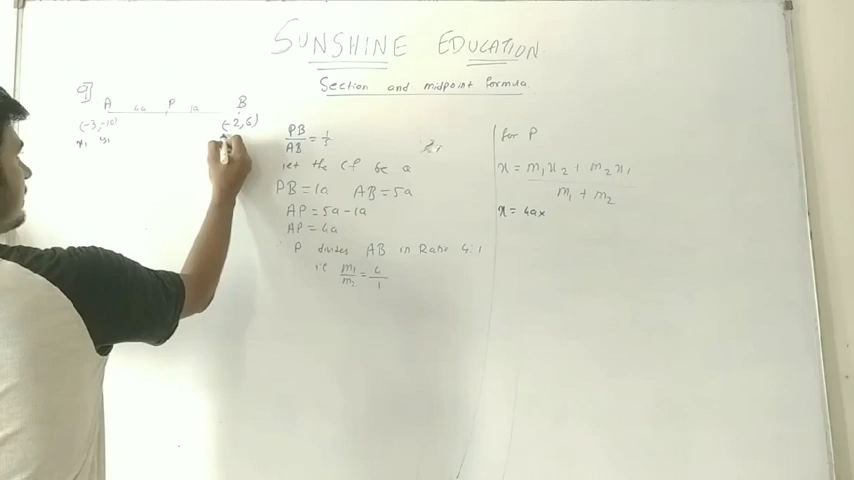 SUNSHINE EDUCATION
Section and midpoint formula
9]
A 4a P 1a B
(-3,-10) (-2,6)
x₁ y₁
PB/AB = 1/5
let the C.F be a
PB = 1a AB = 5a
AP = 5a - 1a
AP = 4a
∴ P divides AB in Ratio 4:1
i.e m₁/m₂ = 4/1
for P
x = m₁x₂ + m₂x₁ / m₁ + m₂
x = 4ax